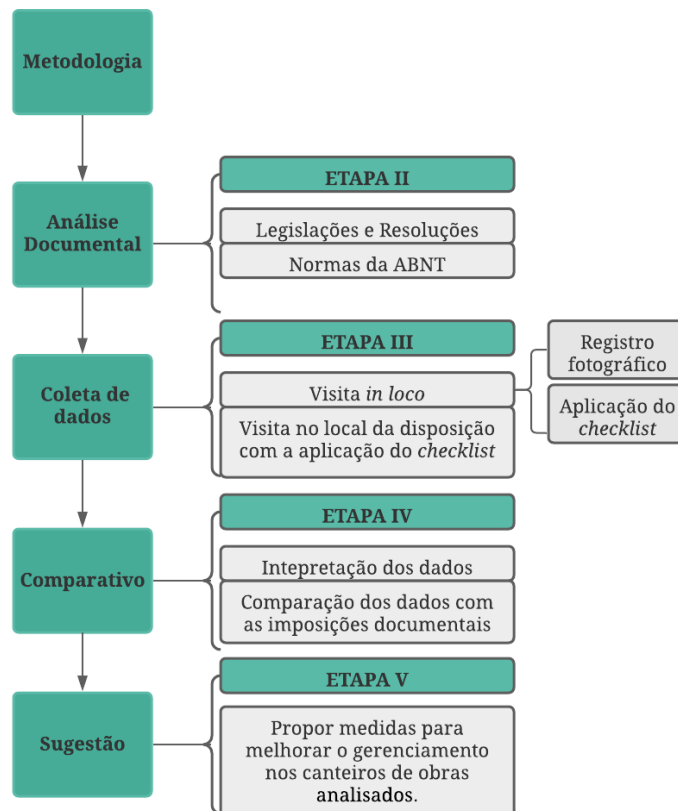 Metodologia
Análise
Documental
ETAPA II
Legislações e Resoluções
Normas da ABNT
Coleta de
dados
ETAPA III
Visita in loco
Visita no local da disposição
com a aplicação do checklist
Registro
fotográfico
Aplicação do
checklist
Comparativo
ETAPA IV
Intepretação dos dados
Comparação dos dados com
as imposições documentais
Sugestão
ETAPA V
Propor medidas para
melhorar o gerenciamento
nos canteiros de obras
analisados.